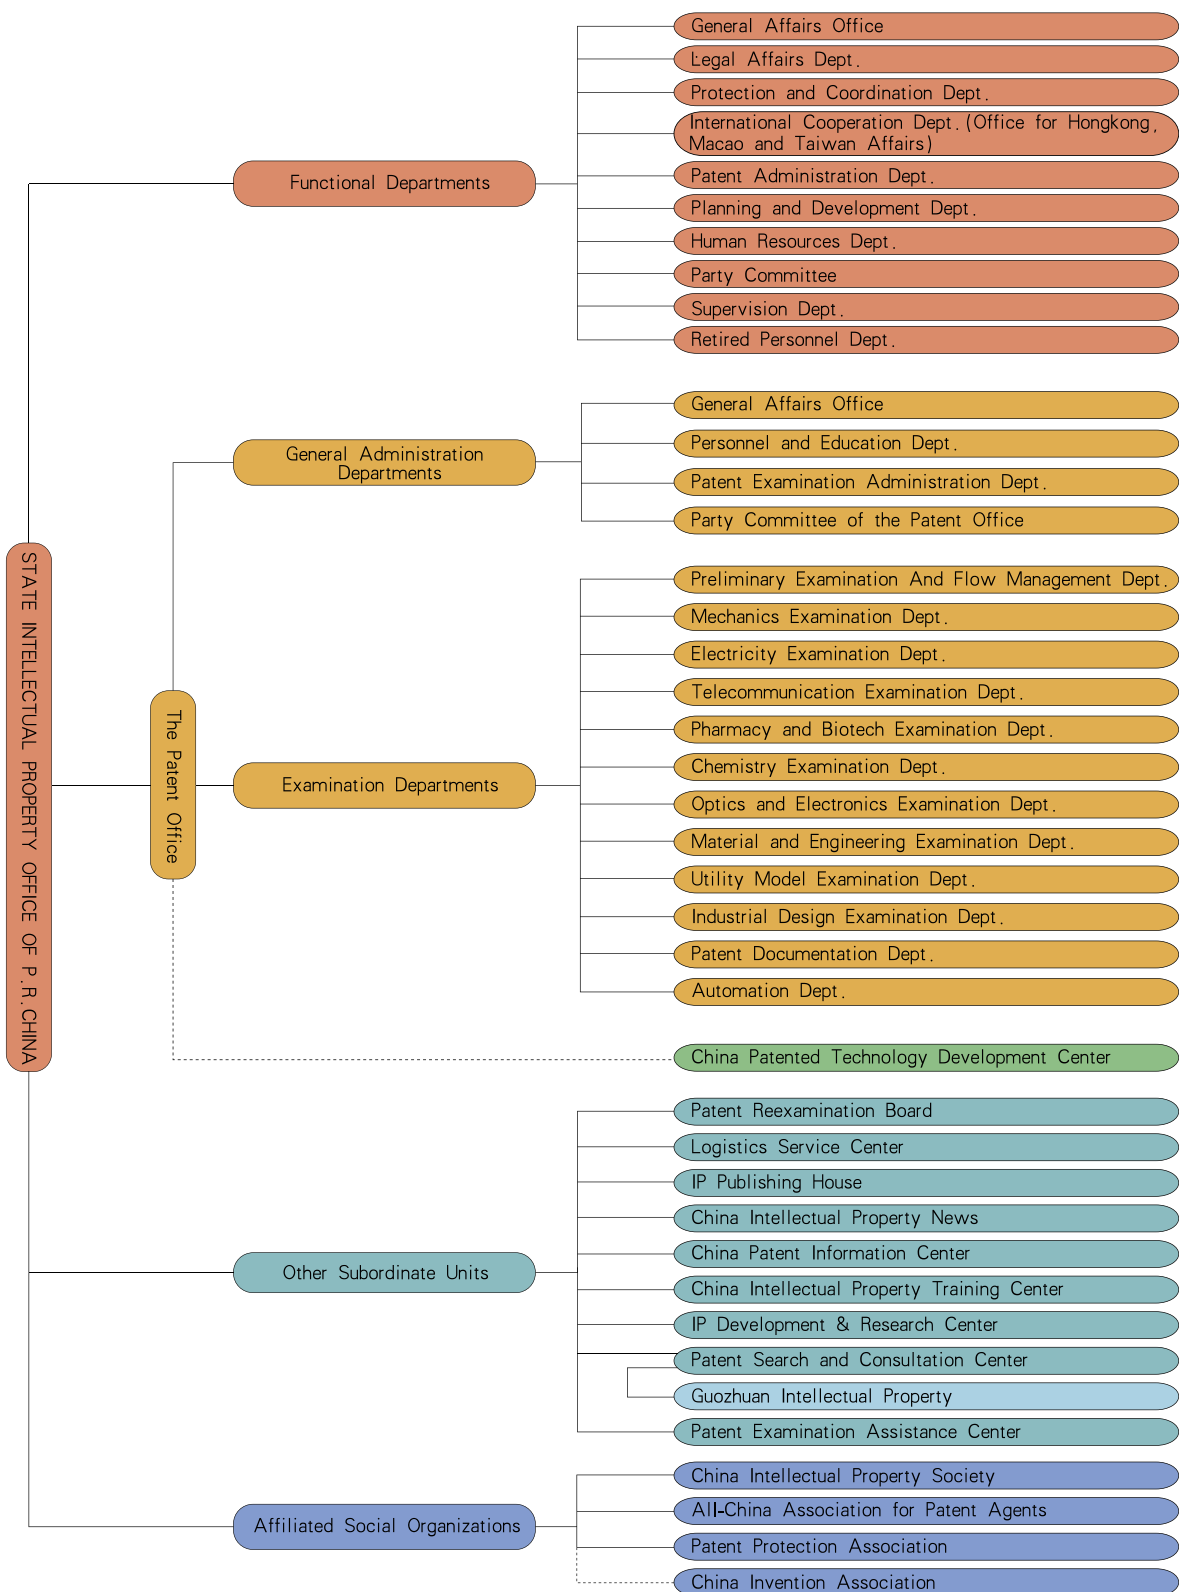 General Affairs Office
Legal Affairs Dept.
Protection and Coordination Dept.
International Cooperation Dept.(Office for Hongkong,
Macao and Taiwan Affairs)
Functional Departments
Patent Administration Dept.
Planning and Development Dept.
Human Resources Dept.
Party Committee
Supervision Dept.
Retired Personnel Dept.
General Affairs Office
General Administration
Departments
Personnel and Education Dept.
Patent Examination Administration Dept.
Party Committee of the Patent Office
STATE INTELLECTUAL PROPERTY OFFICE OF P.R.CHINA
The Patent Office
Examination Departments
Preliminary Examination And Flow Management Dept.
Mechanics Examination Dept.
Electricity Examination Dept.
Telecommunication Examination Dept.
Pharmacy and Biotech Examination Dept.
Chemistry Examination Dept.
Optics and Electronics Examination Dept.
Material and Engineering Examination Dept.
Utility Model Examination Dept.
Industrial Design Examination Dept.
Patent Documentation Dept.
Automation Dept.
China Patented Technology Development Center
Other Subordinate Units
Patent Reexamination Board
Logistics Service Center
IP Publishing House
China Intellectual Property News
China Patent Information Center
China Intellectual Property Training Center
IP Development & Research Center
Patent Search and Consultation Center
Guozhuan Intellectual Property
Patent Examination Assistance Center
Affiliated Social Organizations
China Intellectual Property Society
All-China Association for Patent Agents
Patent Protection Association
China Invention Association